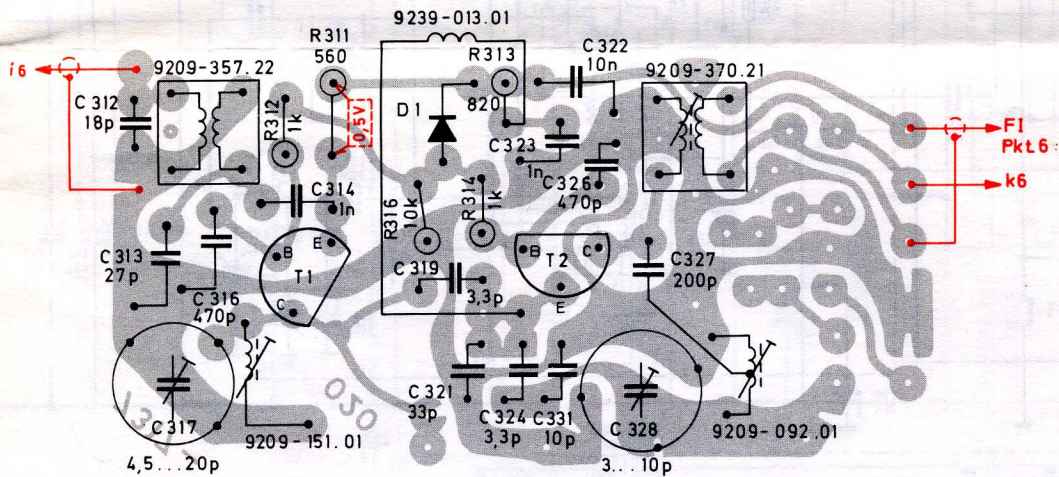 9239-013.01
R311
560
R313
820
C322
10n
i6
9209-357.22
9209-370.21
C312
18p
R312
1k
0,5V
D1
C323
1n
FI
Pkt.6
k6
C314
1n
C326
470p
R316
10k
R314
1k
C313
27p
B
E
T1
C
C319
3,3p
B
C
T2
E
C327
200p
C316
470p
C317
4,5...20p
020
9209-151.01
C321
33p
C324
3,3p
C331
10p
C328
3...10p
9209-092.01